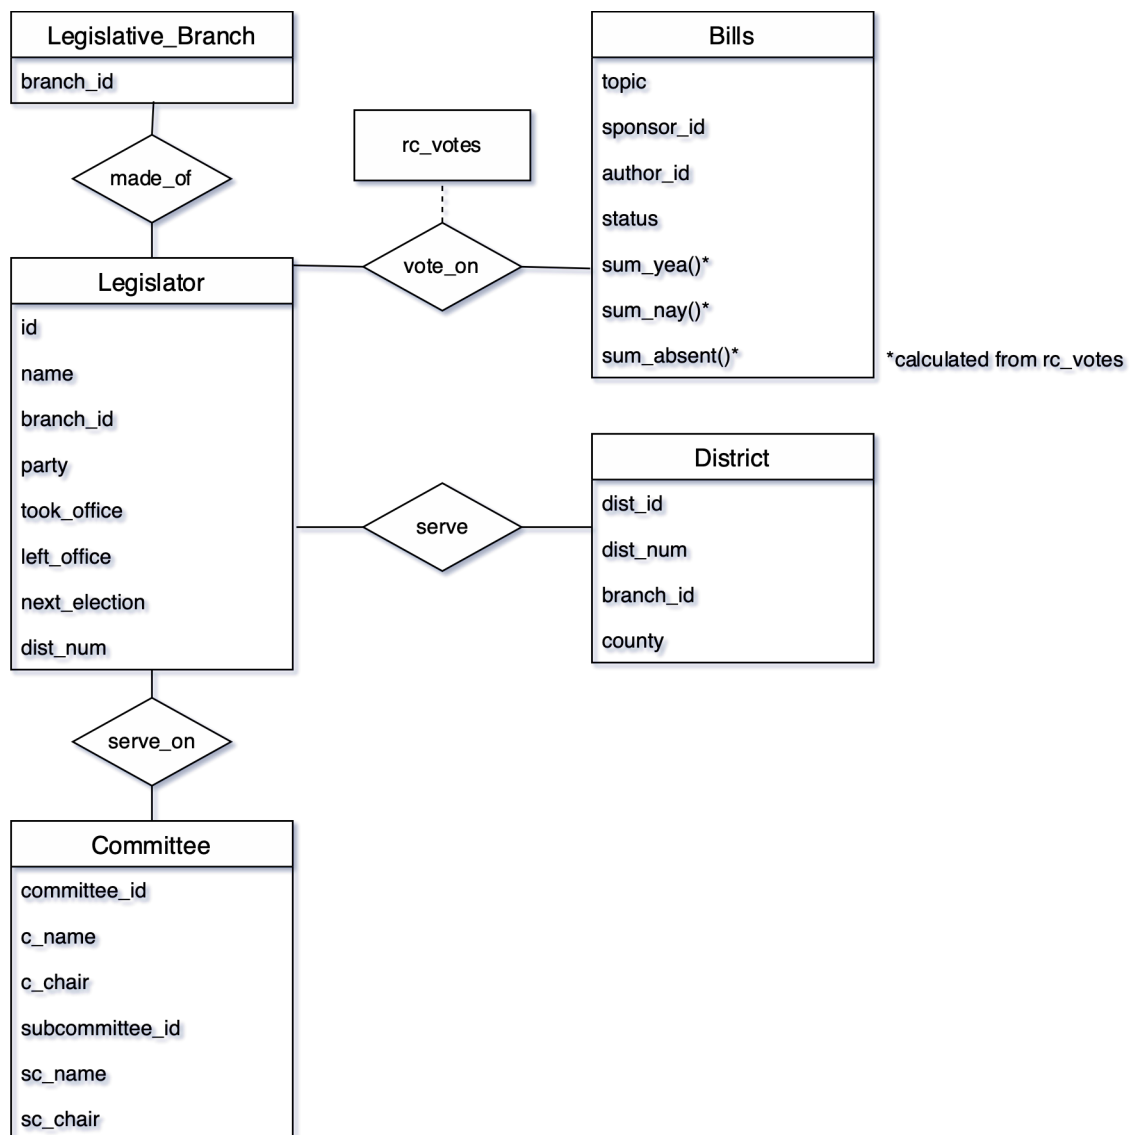 Legislative_Branch
branch_id
made_of
rc_votes
Bills
topic
sponsor_id
author_id
status
sum_yea()*
sum_nay()*
sum_absent()*
*calculated from rc_votes
vote_on
Legislator
id
name
branch_id
party
took_office
left_office
next_election
dist_num
serve
District
dist_id
dist_num
branch_id
county
serve_on
Committee
committee_id
c_name
c_chair
subcommittee_id
sc_name
sc_chair